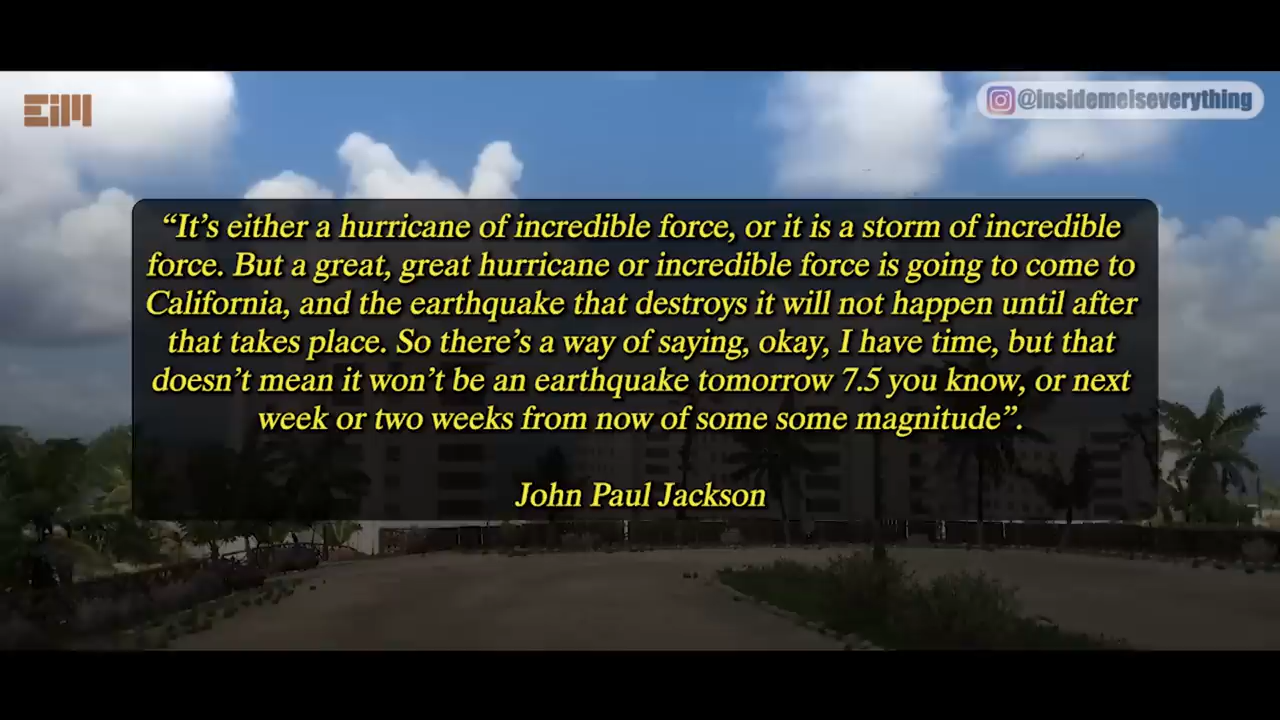 EiM
@insidemeiseverything
“It’s either a hurricane of incredible force, or it is a storm of incredible
force. But a great, great hurricane or incredible force is going to come to
California, and the earthquake that destroys it will not happen until after
that takes place. So there’s a way of saying, okay, I have time, but that
doesn’t mean it won’t be an earthquake tomorrow 7.5 you know, or next
week or two weeks from now of some some magnitude”.
John Paul Jackson